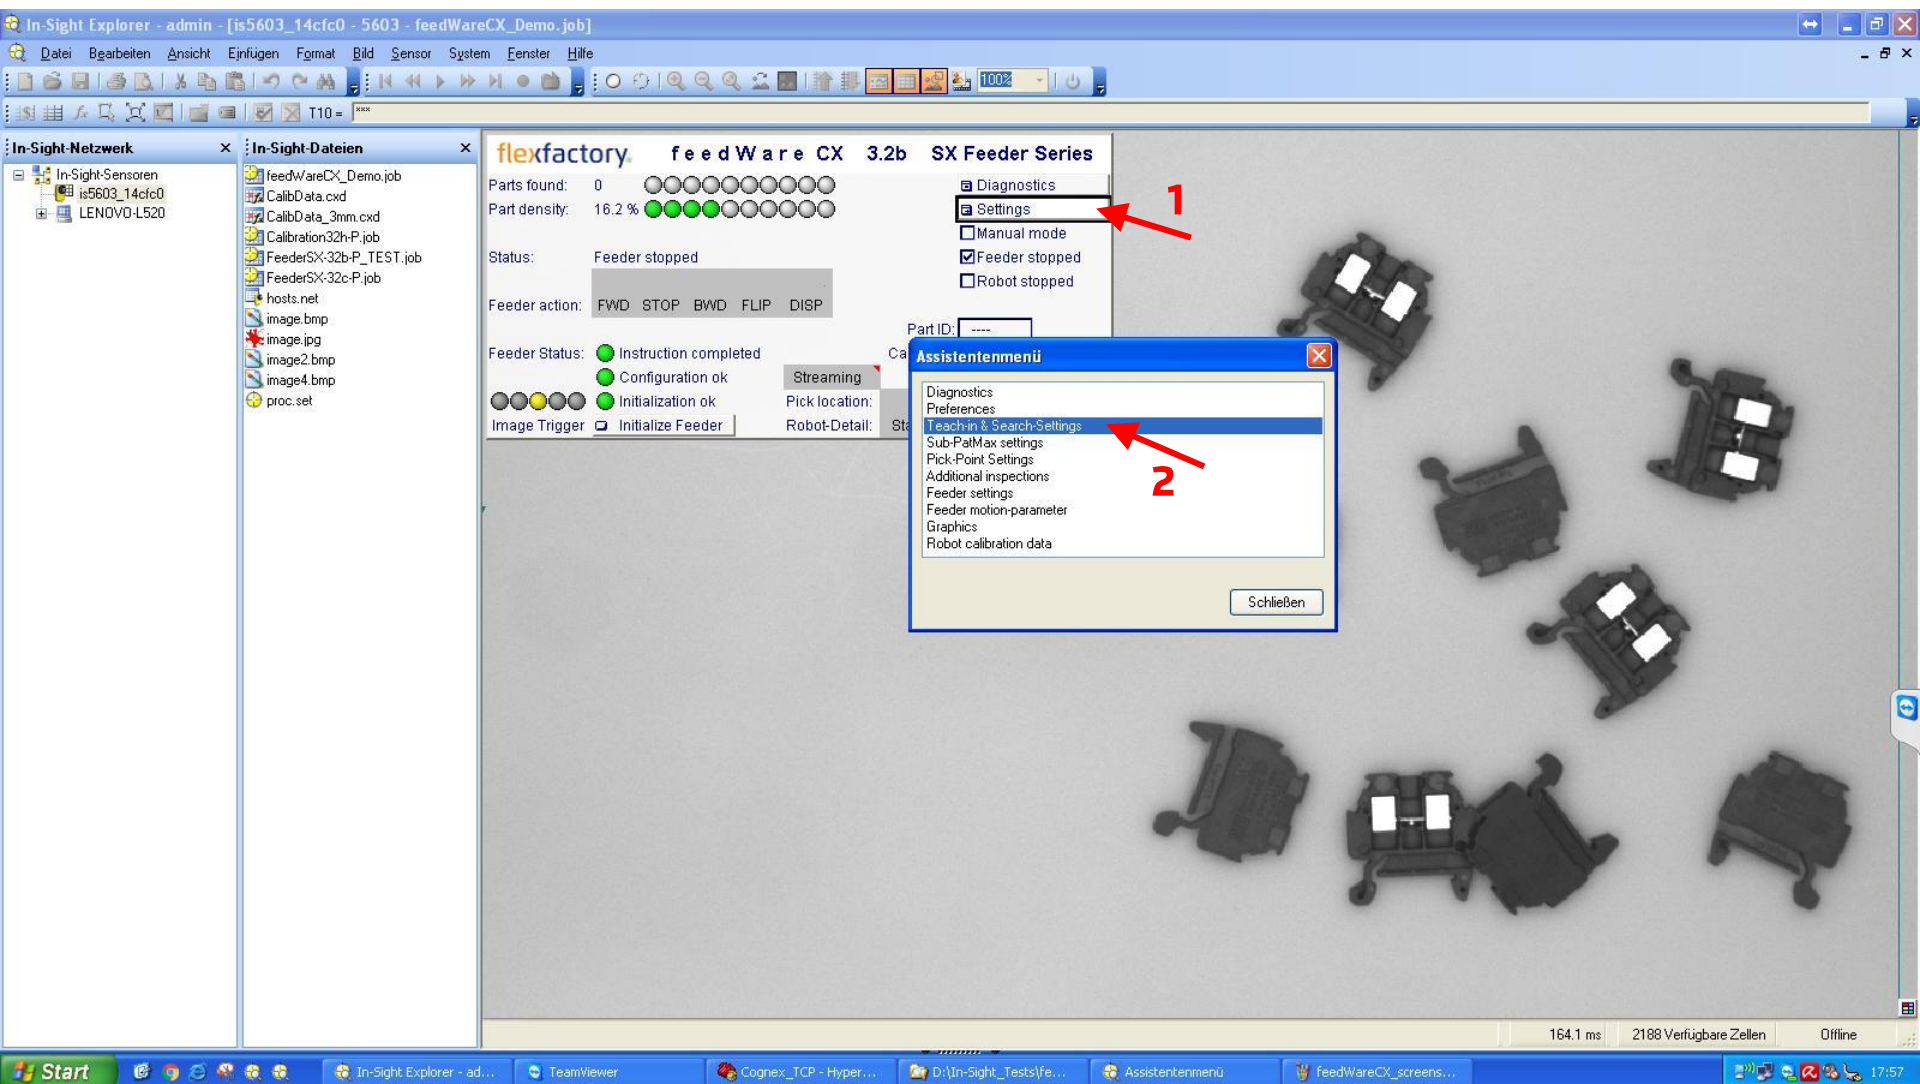 In-Sight Explorer - admin - [is5603_14cfc0 - 5603 - feedWareCX_Demo.job]
Datei Bearbeiten Ansicht Einfügen Format Bild Sensor System Fenster Hilfe
100%
T10 = ***
In-Sight-Netzwerk
In-Sight-Sensoren
is5603_14cfc0
LENOVO-L520
In-Sight-Dateien
feedWareCX_Demo.job
CalibData.cxd
CalibData_3mm.cxd
Calibration32h-P.job
FeederSX-32b-P_TEST.job
FeederSX-32c-P.job
hosts.net
image.bmp
image.jpg
image2.bmp
image4.bmp
proc.set
flexfactory. feedWare CX 3.2b SX Feeder Series
Parts found: 0 Diagnostics
Part density: 16.2 % Settings
Manual mode
Status: Feeder stopped Feeder stopped
Robot stopped
Feeder action: FWD STOP BWD FLIP DISP
Part ID: ----
Feeder Status: Instruction completed Ca
Configuration ok Streaming
Initialization ok Pick location:
Image Trigger Initialize Feeder Robot-Detail: Sta
1
Assistentenmenü
Diagnostics
Preferences
Teach-in & Search-Settings
Sub-PatMax settings
Pick-Point Settings
Additional inspections
Feeder settings
Feeder motion-parameter
Graphics
Robot calibration data
Schließen
2
164.1 ms 2188 Verfügbare Zellen Offline
Start In-Sight Explorer - ad... TeamViewer Cognex_TCP - Hyper... D:\In-Sight_Tests\fe... Assistentenmenü feedWareCX_screens... 17:57